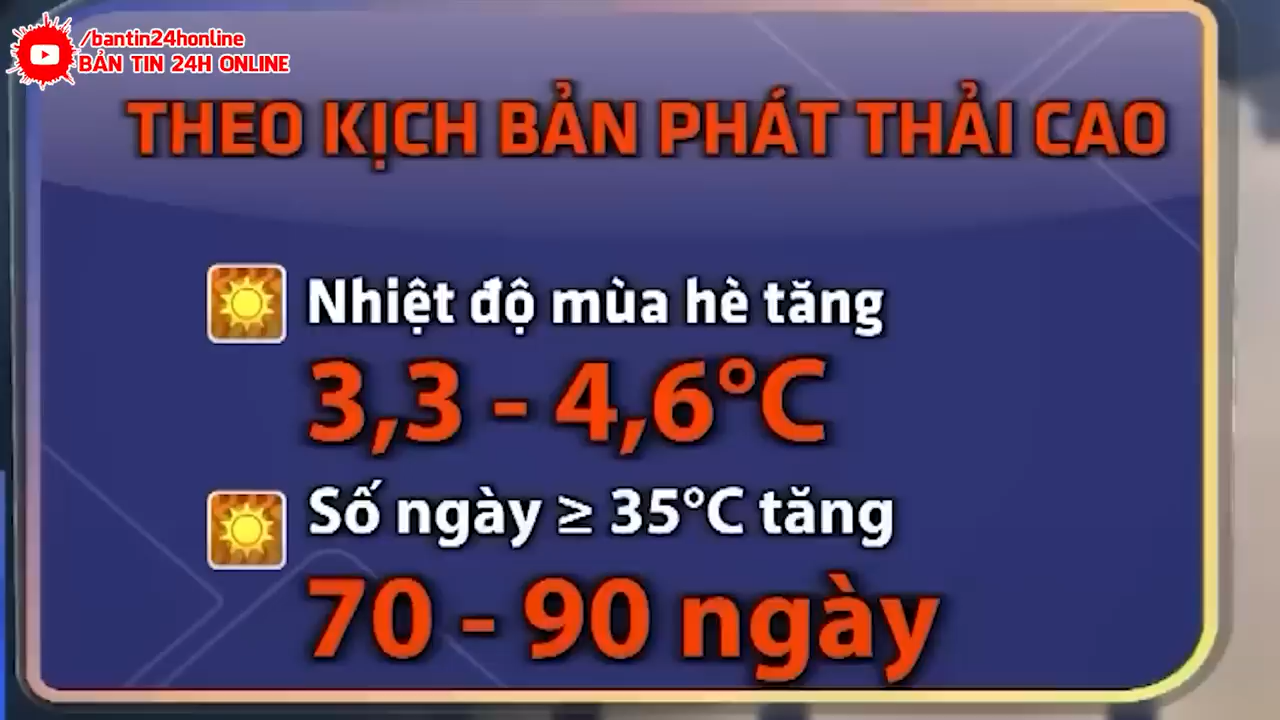 /bantin24honline
BẢN TIN 24H ONLINE
THEO KỊCH BẢN PHÁT THẢI CAO
Nhiệt độ mùa hè tăng
3,3 - 4,6°C
Số ngày ≥ 35°C tăng
70 - 90 ngày